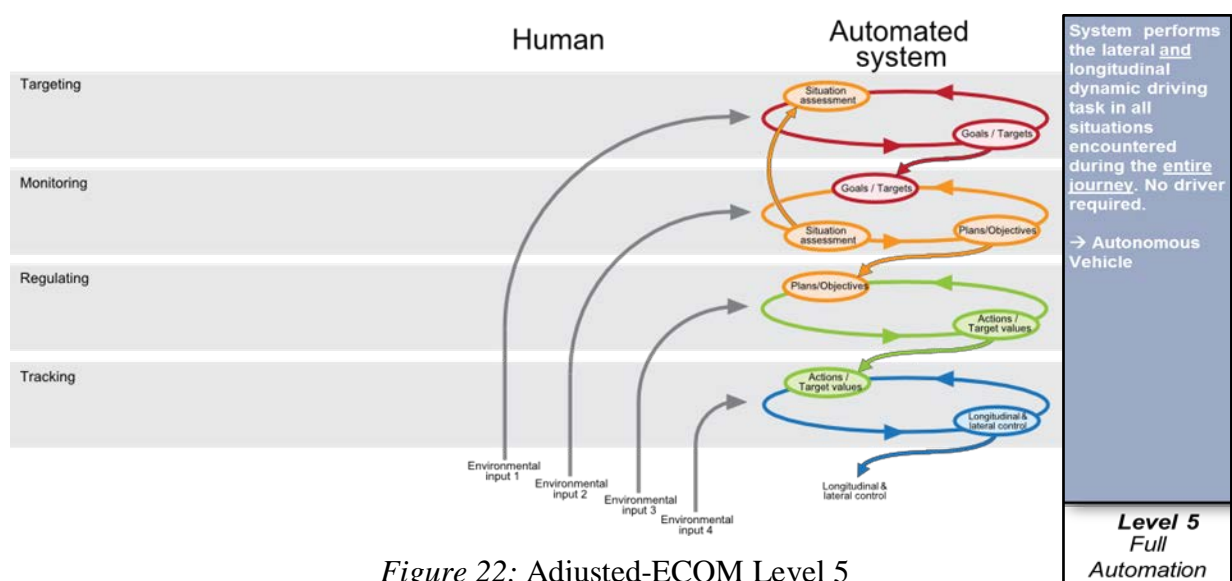 Human
Automated
system
Targeting
Situation
assessment
Goals / Targets
Monitoring
Goals / Targets
Situation
assessment
Plans/Objectives
Regulating
Plans/Objectives
Actions /
Target values
Tracking
Actions /
Target values
Longitudinal &
lateral control
Environmental
input 1
Environmental
input 2
Environmental
input 3
Environmental
input 4
Longitudinal &
lateral control
System performs
the lateral and
longitudinal
dynamic driving
task in all
situations
encountered
during the entire
journey. No driver
required.
→ Autonomous
Vehicle
Level 5
Full
Automation
Figure 22: Adjusted-ECOM Level 5